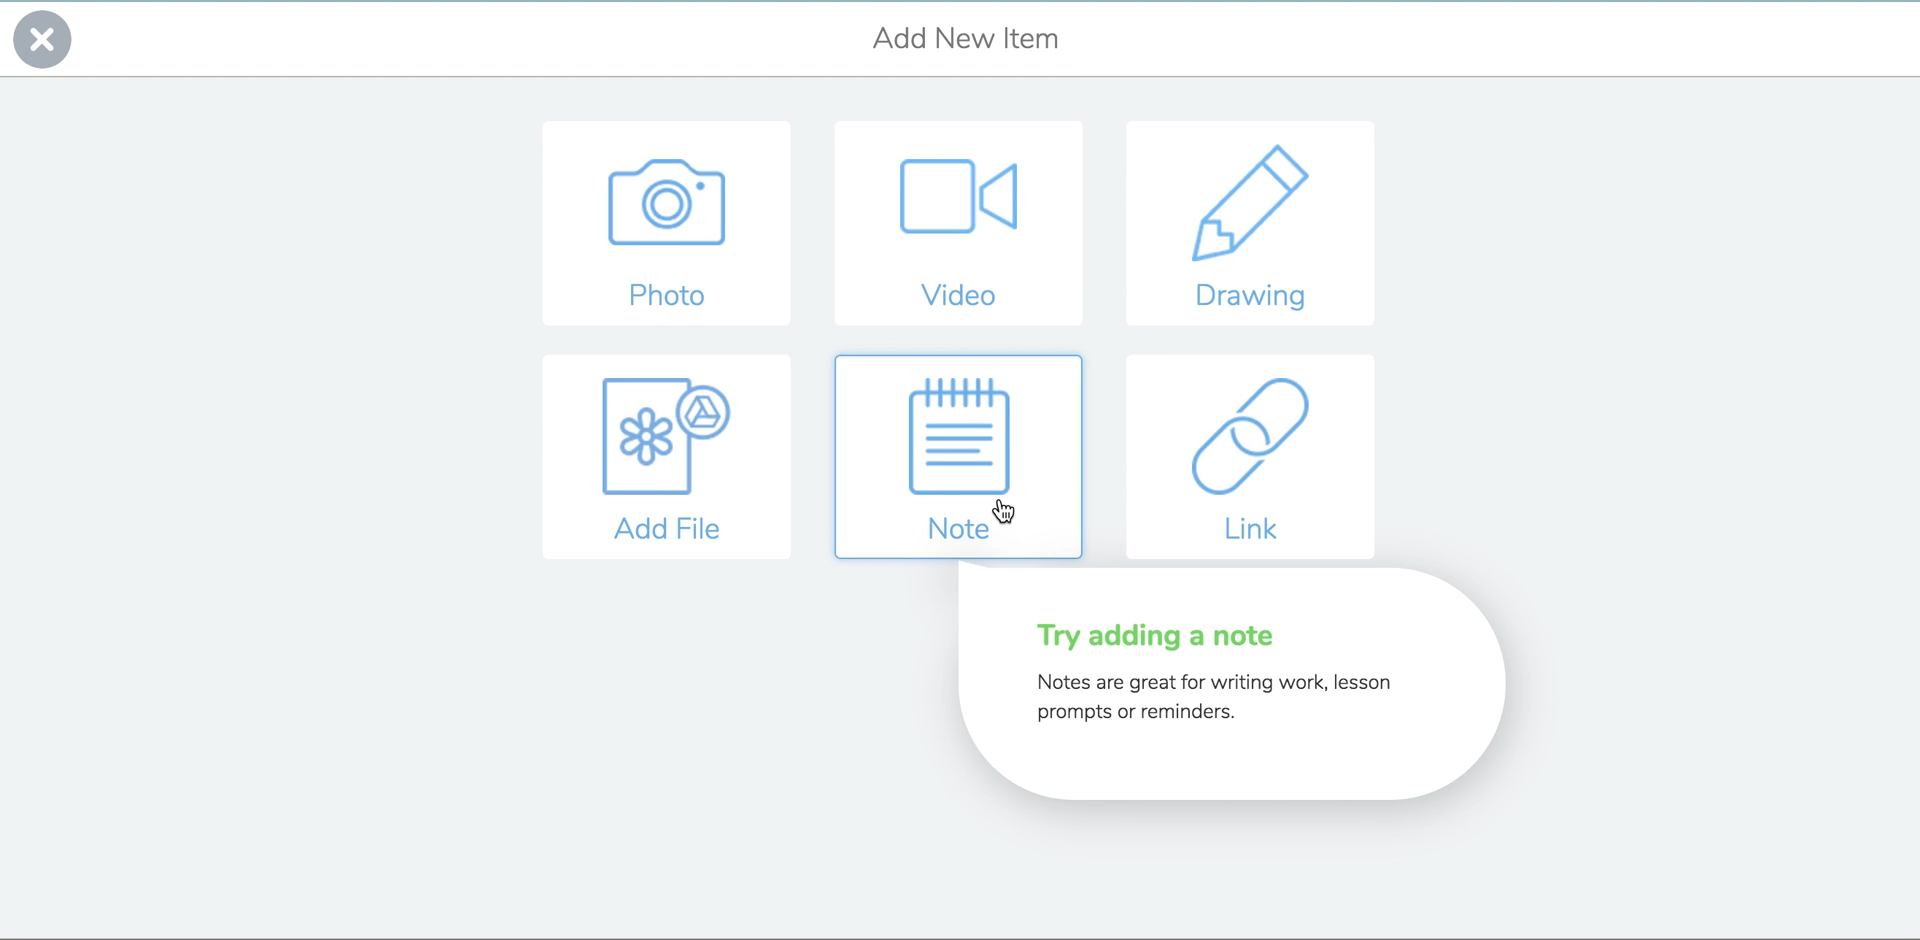 Add New Item
Photo
Video
Drawing
Add File
Note
Link
Try adding a note
Notes are great for writing work, lesson
prompts or reminders.